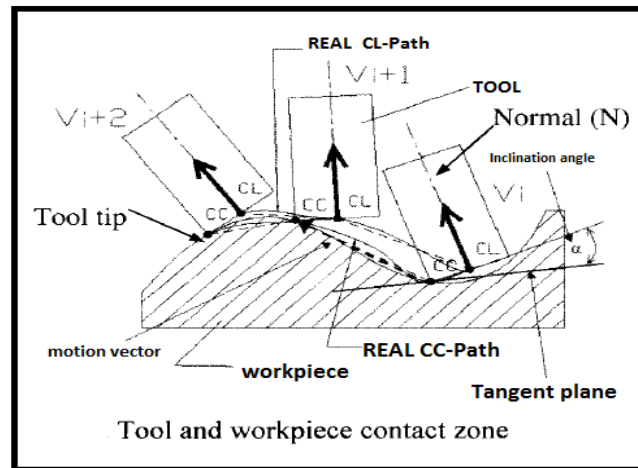 REAL CL-Path
Vi+1
TOOL
Vi+2
Normal (N)
Inclination angle
CL
CC
CL
CC
Vi
Tool tip
CC
CL
α
motion vector
workpiece
REAL CC-Path
Tangent plane
Tool and workpiece contact zone